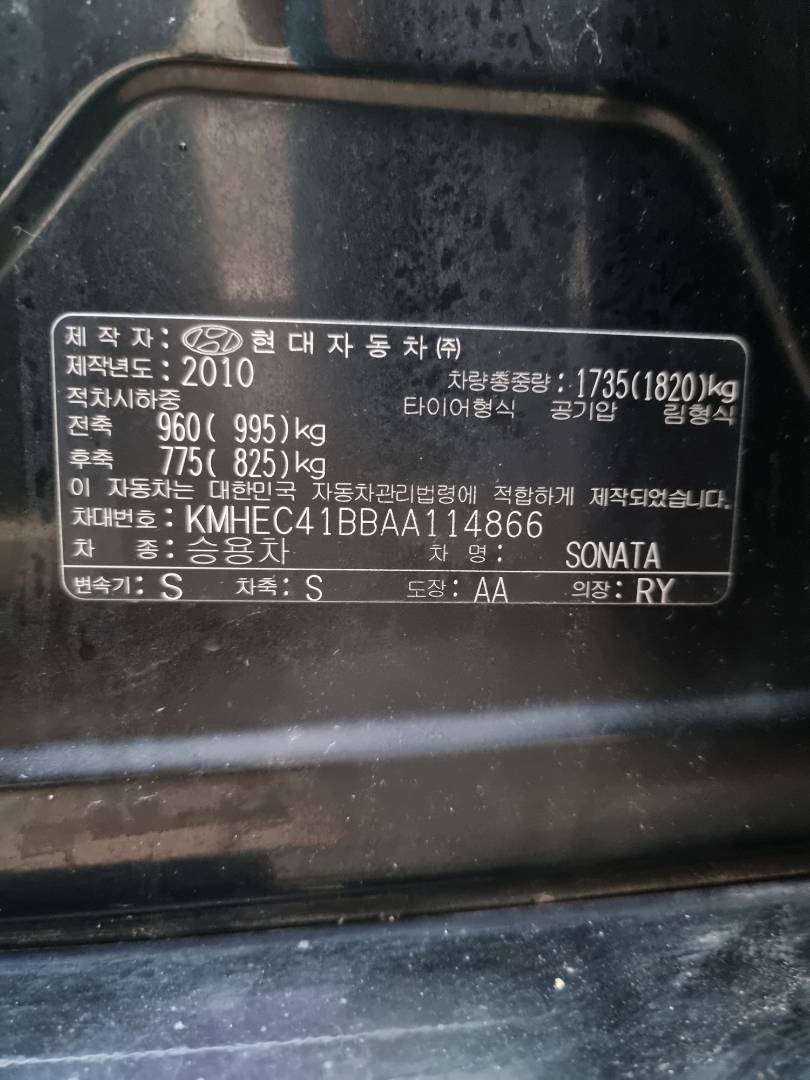 제 작 자 : 현대자동차㈜
제작년도 : 2010 차량총중량 : 1735(1820)kg
적차시하중 타이어형식 공기압 림형식
전축 960( 995)kg
후축 775( 825)kg
이 자동차는 대한민국 자동차관리법령에 적합하게 제작되었습니다.
차대번호 : KMHEC41BBAA114866
차 종 : 승용차 차 명 : SONATA
변속기 : S 차축 : S 도장 : AA 의장 : RY